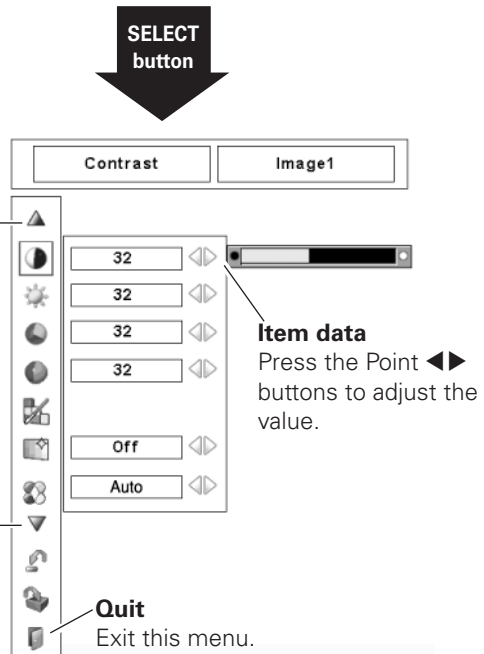 SELECT
button
Contrast Image1
32
32
32
32
Item data
Press the Point ◀▶
buttons to adjust the
value.
Off
Auto
Quit
Exit this menu.